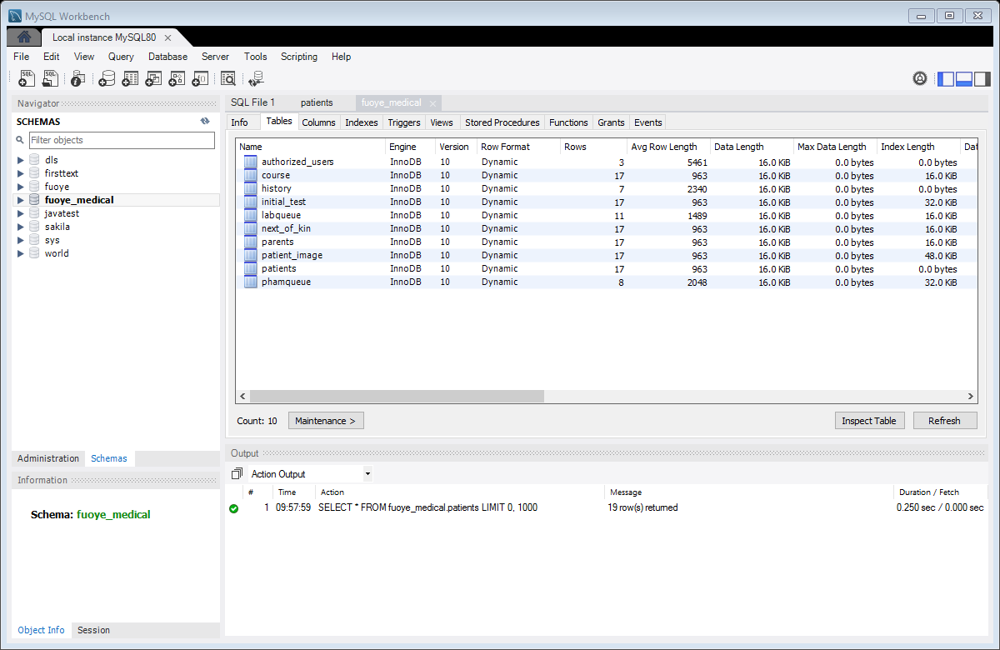 MySQL Workbench
Local instance MySQL80
File Edit View Query Database Server Tools Scripting Help
Navigator
SCHEMAS
Filter objects
dls
firsttext
fuoye
fuoye_medical
javatest
sakila
sys
world
Administration Schemas
Information
Schema: fuoye_medical
Object Info Session
SQL File 1 patients fuoye_medical
Info Tables Columns Indexes Triggers Views Stored Procedures Functions Grants Events
Name Engine Version Row Format Rows Avg Row Length Data Length Max Data Length Index Length Dat
authorized_users InnoDB 10 Dynamic 3 5461 16.0 KiB 0.0 bytes 0.0 bytes
course InnoDB 10 Dynamic 17 963 16.0 KiB 0.0 bytes 16.0 KiB
history InnoDB 10 Dynamic 7 2340 16.0 KiB 0.0 bytes 0.0 bytes
initial_test InnoDB 10 Dynamic 17 963 16.0 KiB 0.0 bytes 32.0 KiB
labqueue InnoDB 10 Dynamic 11 1489 16.0 KiB 0.0 bytes 32.0 KiB
next_of_kin InnoDB 10 Dynamic 17 963 16.0 KiB 0.0 bytes 16.0 KiB
parents InnoDB 10 Dynamic 17 963 16.0 KiB 0.0 bytes 16.0 KiB
patient_image InnoDB 10 Dynamic 17 963 16.0 KiB 0.0 bytes 48.0 KiB
patients InnoDB 10 Dynamic 17 963 16.0 KiB 0.0 bytes 0.0 bytes
phamqueue InnoDB 10 Dynamic 8 2048 16.0 KiB 0.0 bytes 32.0 KiB
Count: 10 Maintenance > Inspect Table Refresh
Output
Action Output
# Time Action Message Duration / Fetch
1 09:57:59 SELECT * FROM fuoye_medical.patients LIMIT 0, 1000 19 row(s) returned 0.250 sec / 0.000 sec